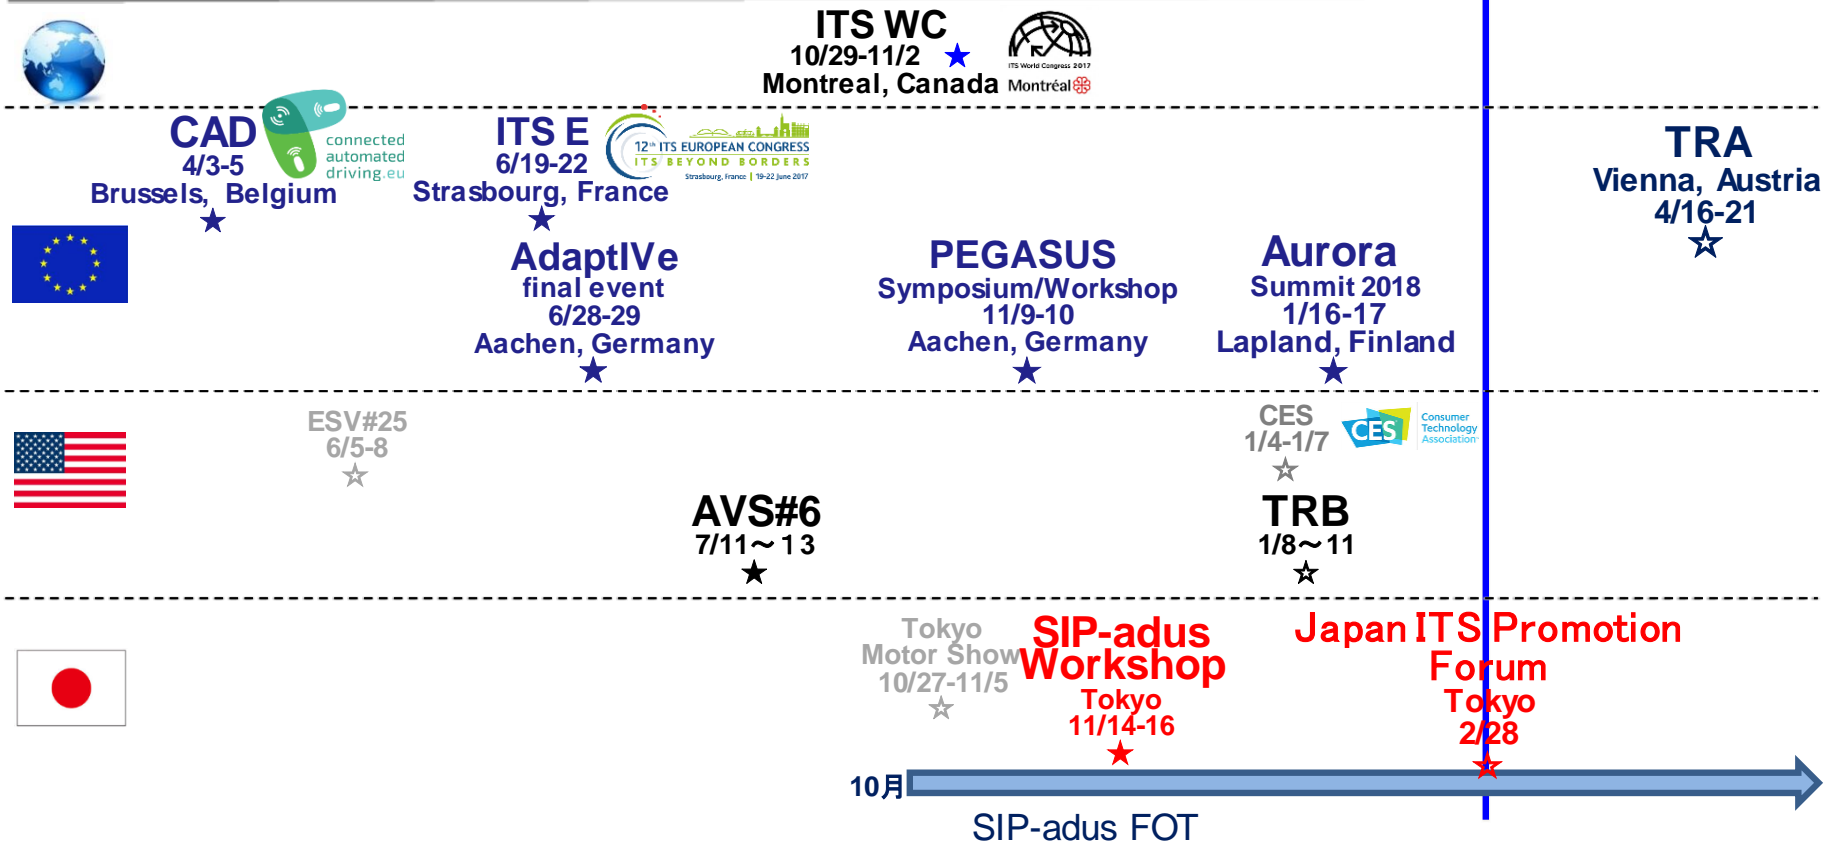 ITS WC
10/29-11/2
Montreal, Canada
ITS World Congress 2017
Montréal
CAD
4/3-5
Brussels, Belgium
connected
automated
driving.eu
ITS E
6/19-22
Strasbourg, France
12th ITS EUROPEAN CONGRESS
ITS BEYOND BORDERS
Strasbourg, France | 19-22 June 2017
TRA
Vienna, Austria
4/16-21
AdaptIVe
final event
6/28-29
Aachen, Germany
PEGASUS
Symposium/Workshop
11/9-10
Aachen, Germany
Aurora
Summit 2018
1/16-17
Lapland, Finland
ESV#25
6/5-8
CES
1/4-1/7
CES
Consumer
Technology
Association
AVS#6
7/11～１３
TRB
1/8～11
Tokyo
Motor Show
10/27-11/5
SIP-adus
Workshop
Tokyo
11/14-16
Japan ITS Promotion
Forum
Tokyo
2/28
10月
SIP-adus FOT